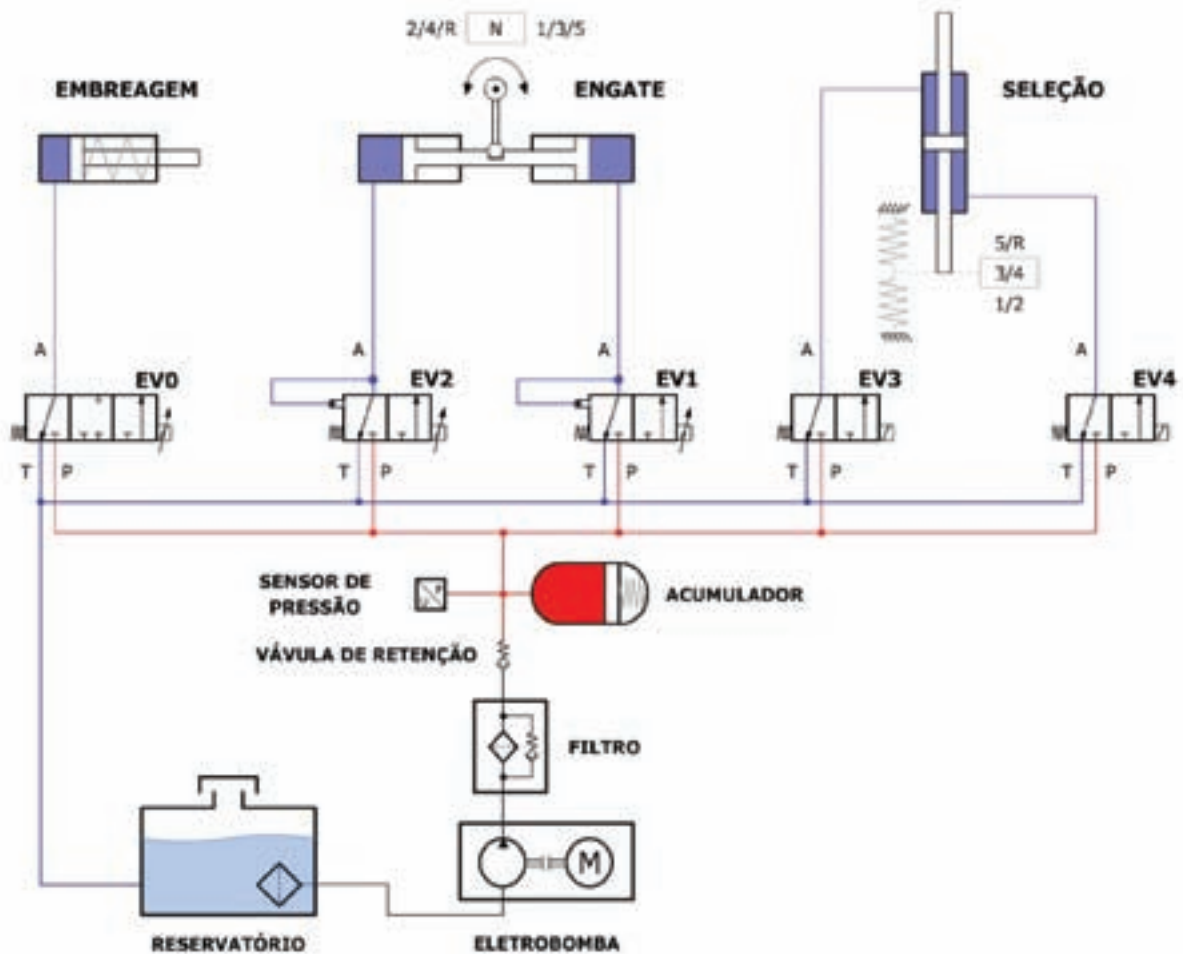 2/4/R N 1/3/5
EMBREAGEM
ENGATE
SELEÇÃO
5/R
3/4
1/2
A
A
A
A
A
EV0
EV2
EV1
EV3
EV4
T P
T P
T P
T P
T P
SENSOR DE
PRESSÃO
ACUMULADOR
VÁVULA DE RETENÇÃO
FILTRO
M
RESERVATÓRIO
ELETROBOMBA